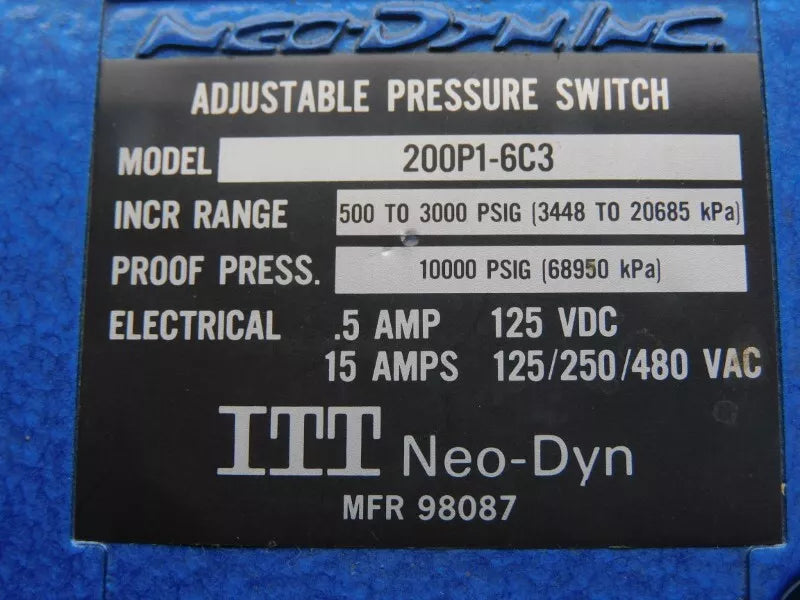 NEO-DYN, INC.
ADJUSTABLE PRESSURE SWITCH
MODEL 200P1-6C3
INCR RANGE 500 TO 3000 PSIG (3448 TO 20685 kPa)
PROOF PRESS. 10000 PSIG (68950 kPa)
ELECTRICAL .5 AMP 125 VDC
15 AMPS 125/250/480 VAC
ITT Neo-Dyn
MFR 98087